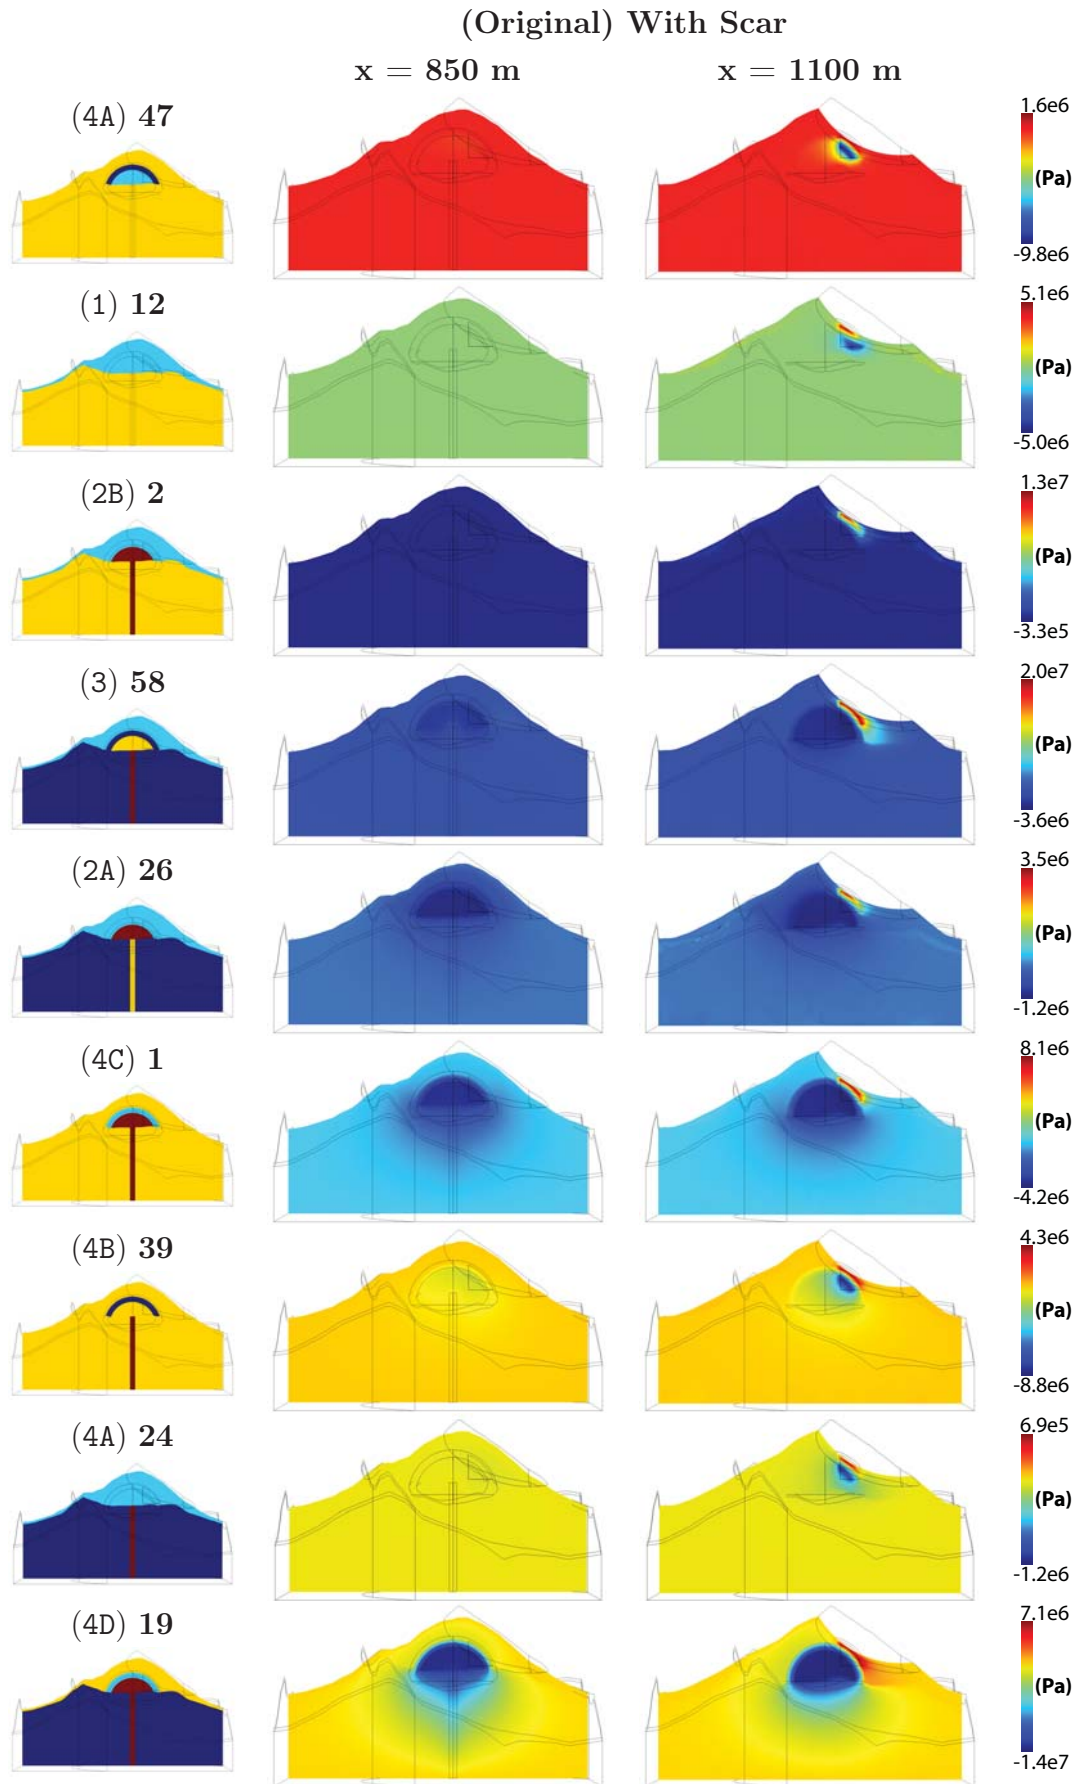 (Original) With Scar
x = 850 m x = 1100 m
(4A) 47
1.6e6
(Pa)
-9.8e6
(1) 12
5.1e6
(Pa)
-5.0e6
(2B) 2
1.3e7
(Pa)
-3.3e5
(3) 58
2.0e7
(Pa)
-3.6e6
(2A) 26
3.5e6
(Pa)
-1.2e6
(4C) 1
8.1e6
(Pa)
-4.2e6
(4B) 39
4.3e6
(Pa)
-8.8e6
(4A) 24
6.9e5
(Pa)
-1.2e6
(4D) 19
7.1e6
(Pa)
-1.4e7